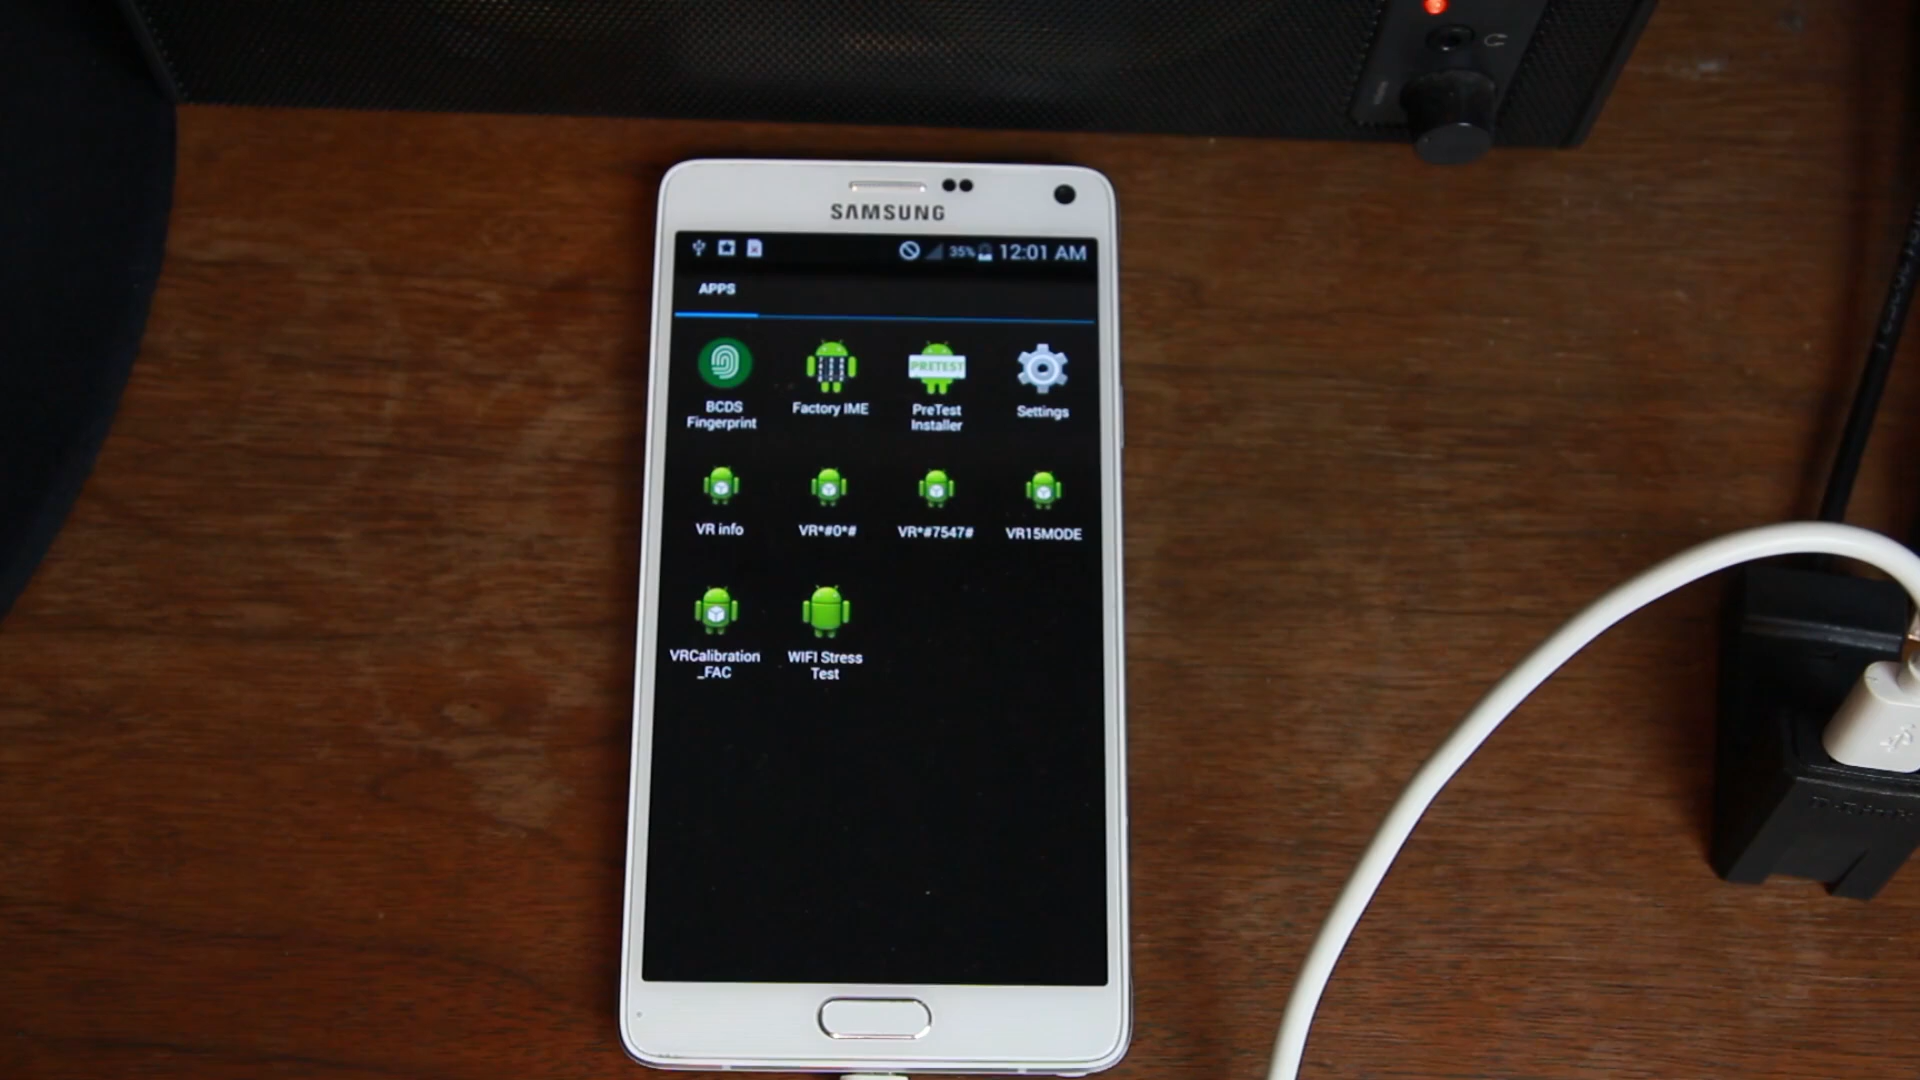 SAMSUNG
35% 12:01 AM
APPS
BCDS
Fingerprint
Factory IME
PRETEST
PreTest
Installer
Settings
VR info
VR*#0*#
VR*#7547#
VR15MODE
VRCalibration
_FAC
WIFI Stress
Test